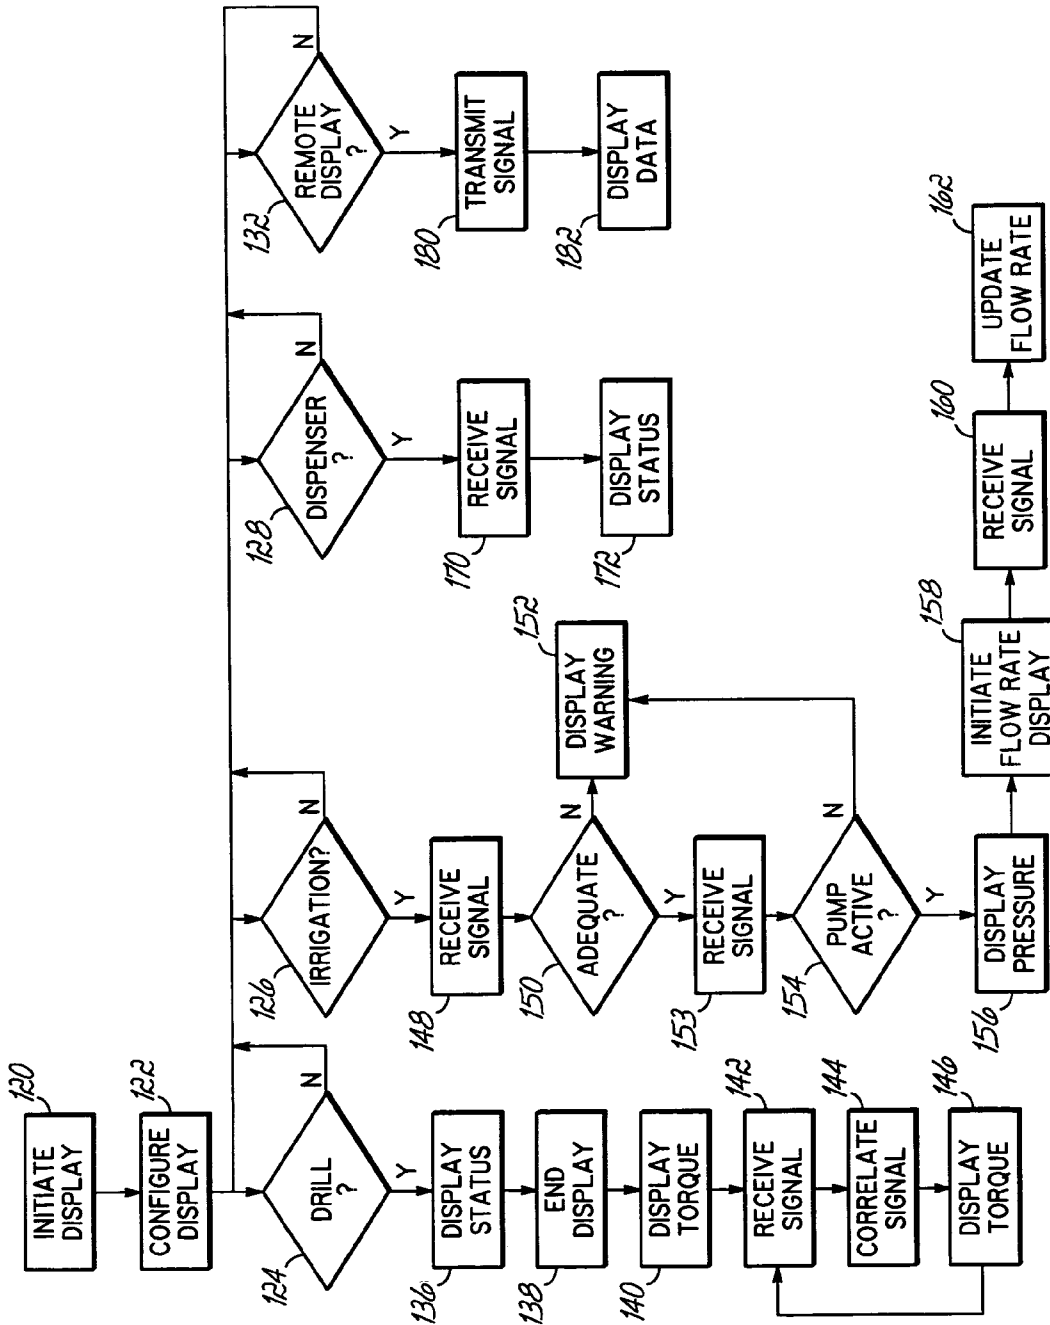 120
INITIATE
DISPLAY
122
CONFIGURE
DISPLAY
124
DRILL
?
N
Y
136
DISPLAY
STATUS
138
END
DISPLAY
140
DISPLAY
TORQUE
142
RECEIVE
SIGNAL
144
CORRELATE
SIGNAL
146
DISPLAY
TORQUE
126
IRRIGATION?
N
Y
148
RECEIVE
SIGNAL
150
ADEQUATE
?
N
Y
152
DISPLAY
WARNING
153
RECEIVE
SIGNAL
154
PUMP
ACTIVE
?
N
Y
156
DISPLAY
PRESSURE
158
INITIATE
FLOW RATE
DISPLAY
160
RECEIVE
SIGNAL
162
UPDATE
FLOW RATE
128
DISPENSER
?
N
Y
170
RECEIVE
SIGNAL
172
DISPLAY
STATUS
132
REMOTE
DISPLAY
?
N
Y
180
TRANSMIT
SIGNAL
182
DISPLAY
DATA